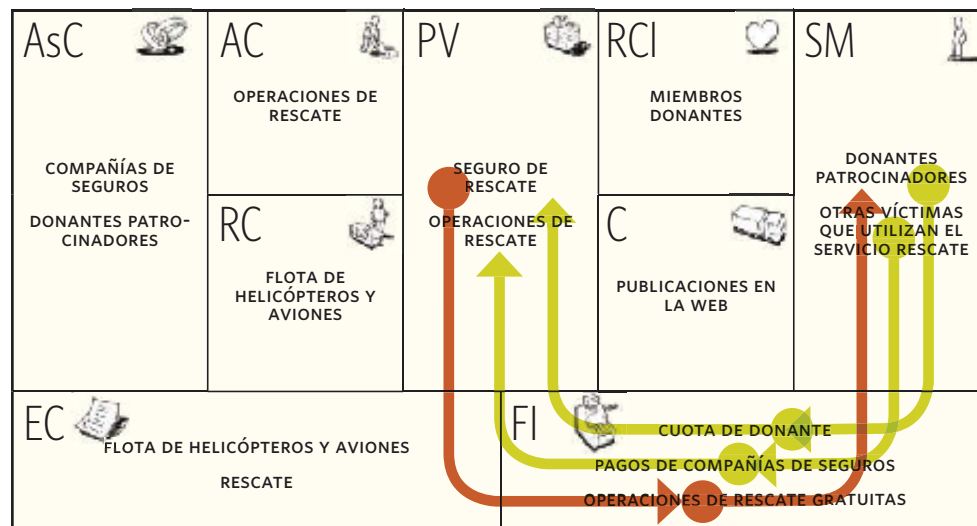 AsC
COMPAÑÍAS DE
SEGUROS
DONANTES PATRO-
CINADORES
AC
OPERACIONES DE
RESCATE
RC
FLOTA DE
HELICÓPTEROS Y
AVIONES
PV
SEGURO DE
RESCATE
OPERACIONES DE
RESCATE
RCl
MIEMBROS
DONANTES
C
PUBLICACIONES EN
LA WEB
SM
DONANTES
PATROCINADORES
OTRAS VÍCTIMAS
QUE UTILIZAN EL
SERVICIO RESCATE
EC
FLOTA DE HELICÓPTEROS Y AVIONES
RESCATE
FI
CUOTA DE DONANTE
PAGOS DE COMPAÑÍAS DE SEGUROS
OPERACIONES DE RESCATE GRATUITAS